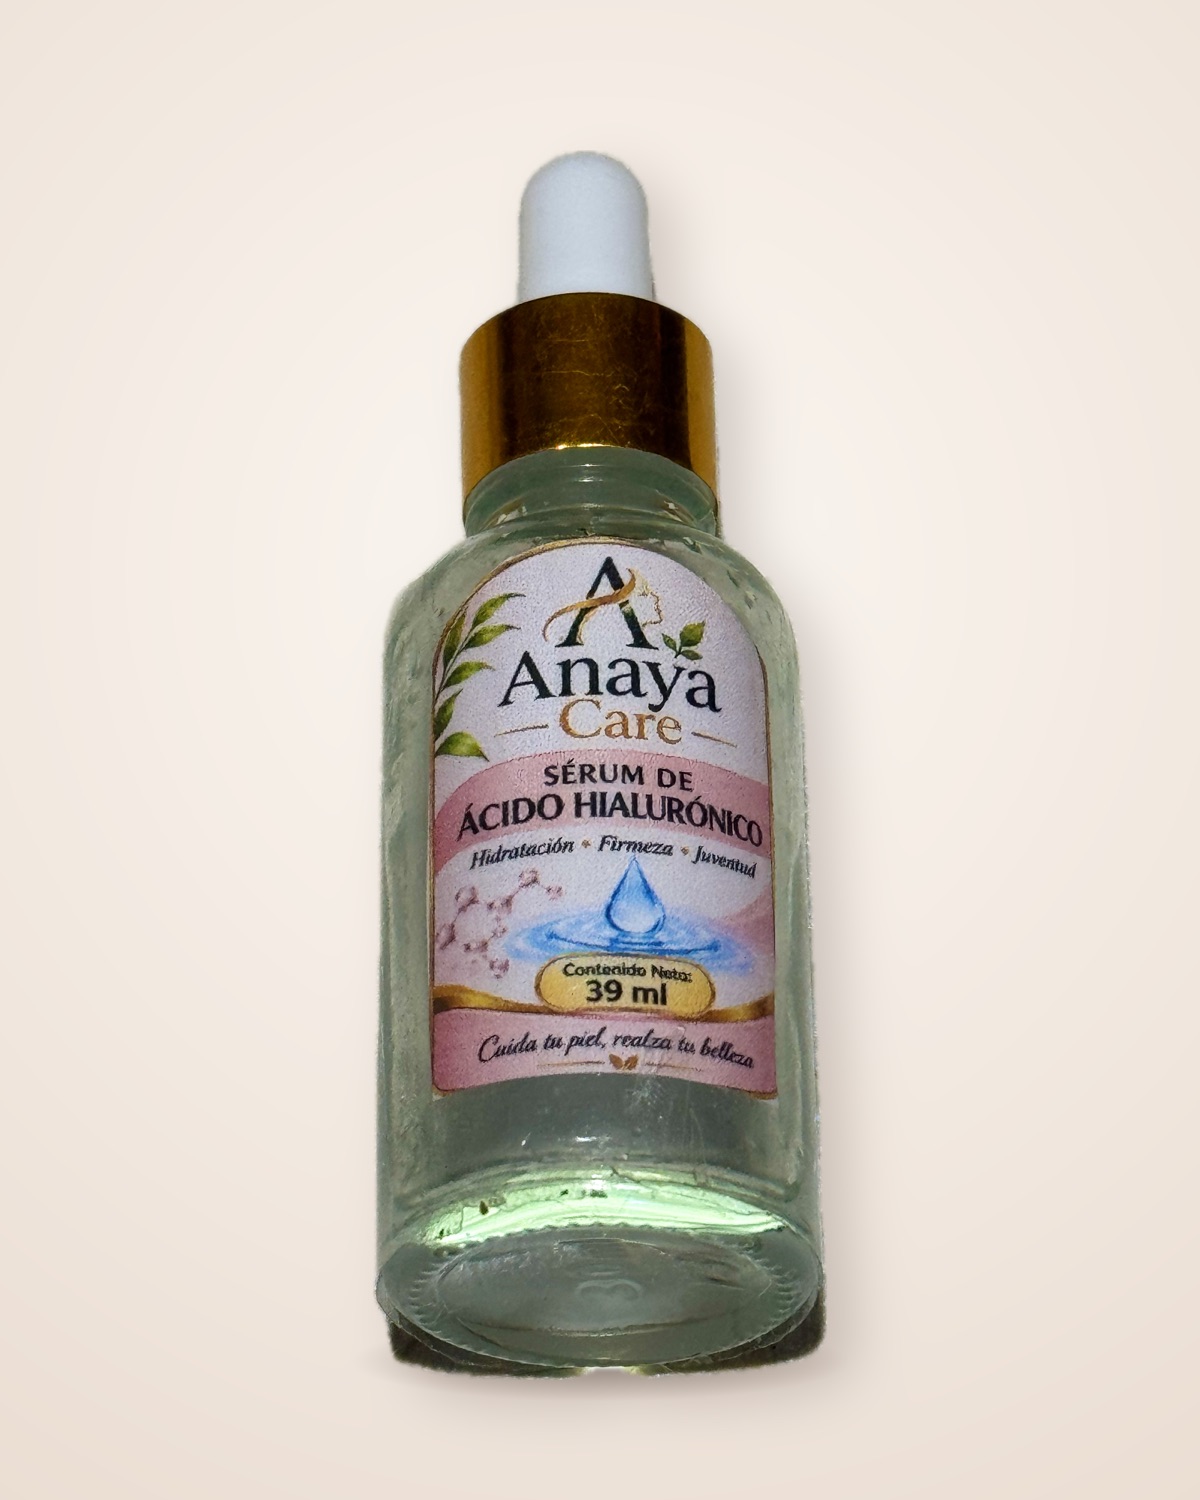 A
Anaya
Care
SÉRUM DE
ÁCIDO HIALURÓNICO
Hidratación • Firmeza • Juventud
Contenido Neto:
39 ml
Cuida tu piel, realza tu belleza